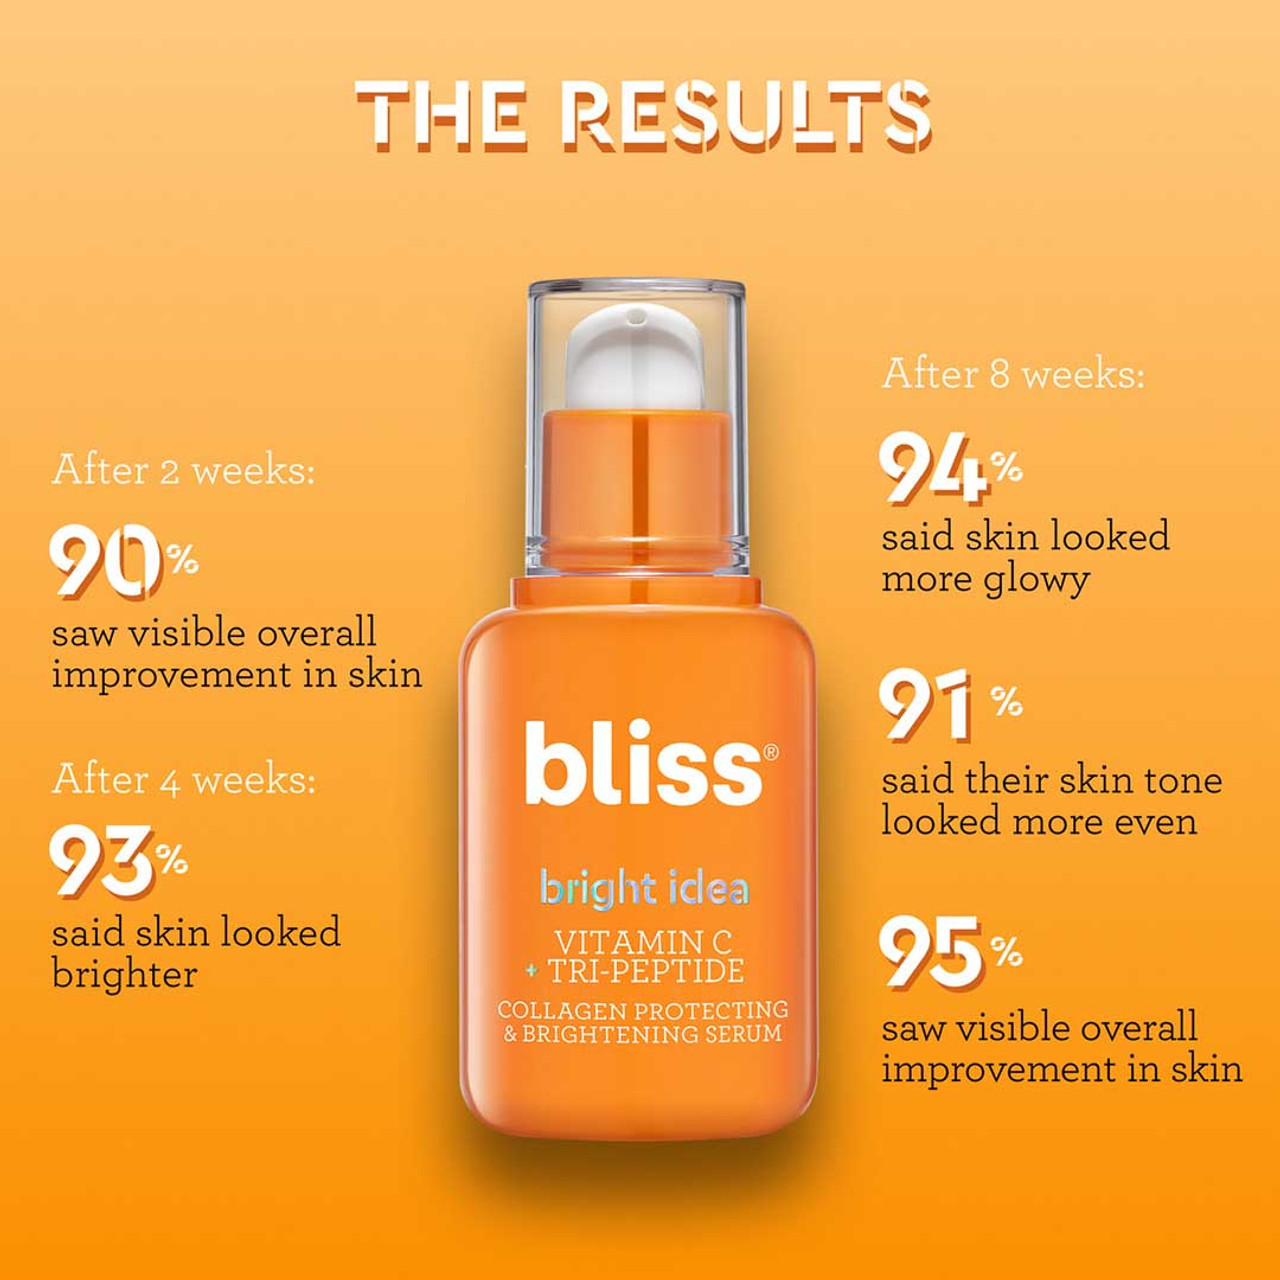 THE RESULTS
After 2 weeks:
90%
saw visible overall
improvement in skin
After 4 weeks:
93%
said skin looked
brighter
bliss®
bright idea
VITAMIN C
+ TRI-PEPTIDE
COLLAGEN PROTECTING
& BRIGHTENING SERUM
After 8 weeks:
94%
said skin looked
more glowy
91%
said their skin tone
looked more even
95%
saw visible overall
improvement in skin